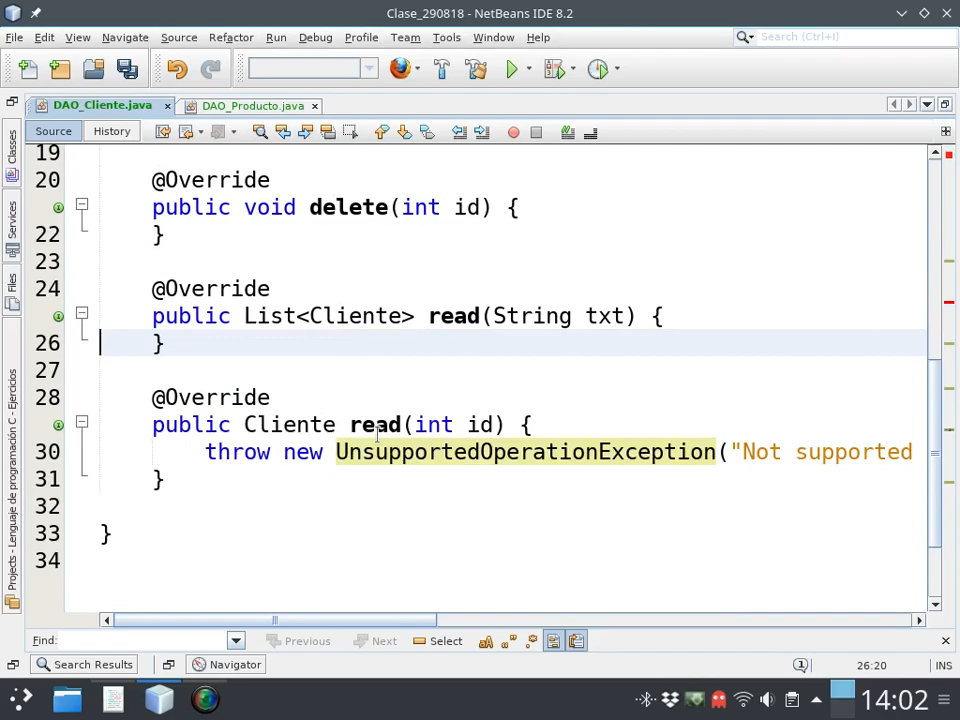 Clase_290818 - NetBeans IDE 8.2
File Edit View Navigate Source Refactor Run Debug Profile Team Tools Window Help
Search (Ctrl+I)
DAO_Cliente.java
DAO_Producto.java
Source History
19
20 @Override
public void delete(int id) {
22 }
23
24 @Override
public List<Cliente> read(String txt) {
26 }
27
28 @Override
public Cliente read(int id) {
30 throw new UnsupportedOperationException("Not supported
31 }
32
33 }
34
Classes
Services
Files
Projects - Lenguaje de programación C - Ejercicios
Find: Previous Next Select
Search Results Navigator 1 26:20 INS
14:02